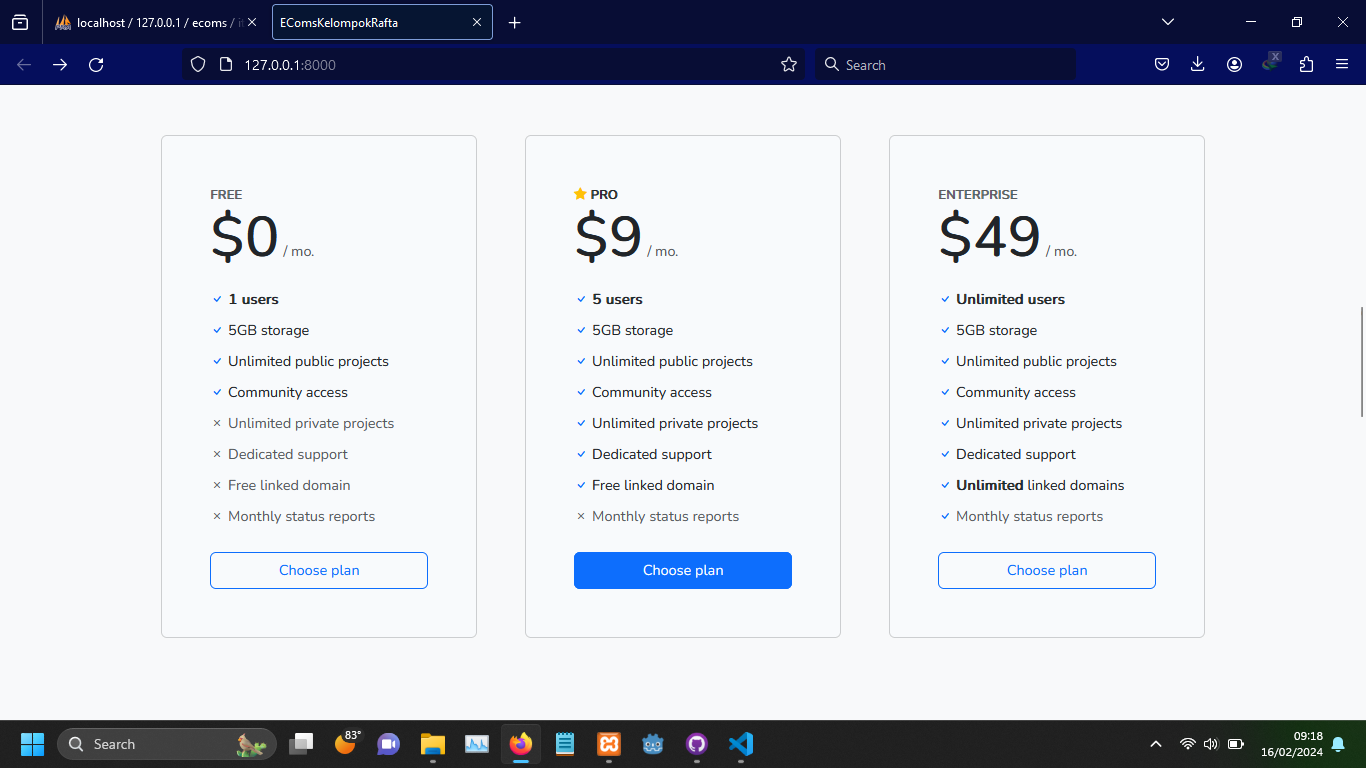 localhost / 127.0.0.1 / ecoms /
EComsKelompokRafta
127.0.0.1:8000
Search
FREE
$0 / mo.
1 users
5GB storage
Unlimited public projects
Community access
Unlimited private projects
Dedicated support
Free linked domain
Monthly status reports
Choose plan
PRO
$9 / mo.
5 users
5GB storage
Unlimited public projects
Community access
Unlimited private projects
Dedicated support
Free linked domain
Monthly status reports
Choose plan
ENTERPRISE
$49 / mo.
Unlimited users
5GB storage
Unlimited public projects
Community access
Unlimited private projects
Dedicated support
Unlimited linked domains
Monthly status reports
Choose plan
Search
83°
09:18
16/02/2024